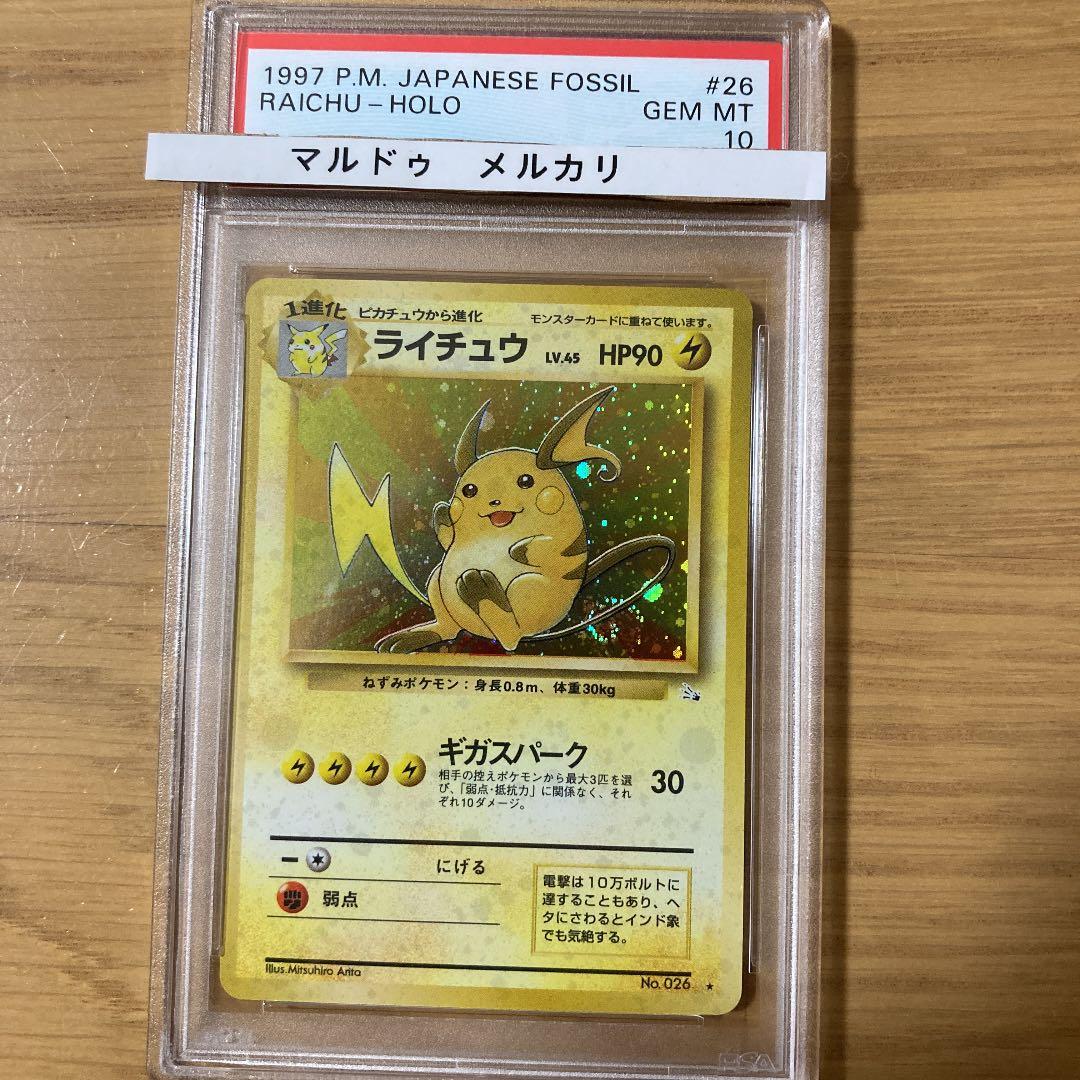 1997 P.M. JAPANESE FOSSIL #26
RAICHU - HOLO GEM MT
10
マルドゥ メルカリ
1進化 ピカチュウから進化 モンスターカードに重ねて使います。
ライチュウ LV.45 HP90
ねずみポケモン：身長0.8m、体重30kg
ギガスパーク 30
相手の控えポケモンから最大3匹を選
び、「弱点・抵抗力」に関係なく、それ
ぞれ10ダメージ。
にげる
弱点
電撃は10万ボルトに
達することもあり、ヘ
タにさわるとインド象
でも気絶する。
Illus.Mitsuhiro Arita
No.026 ★
PSA